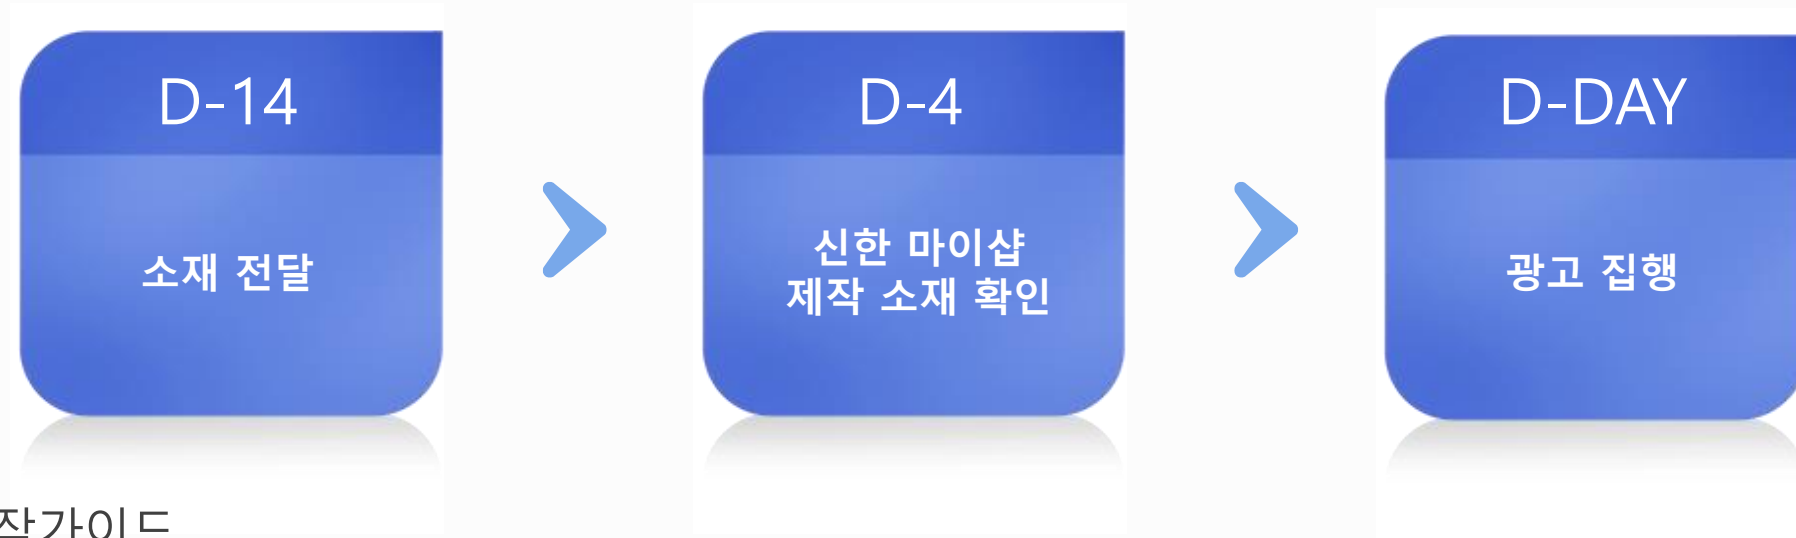 D-14
소재 전달
D-4
신한 마이샵
제작 소재 확인
D-DAY
광고 집행
작가이드